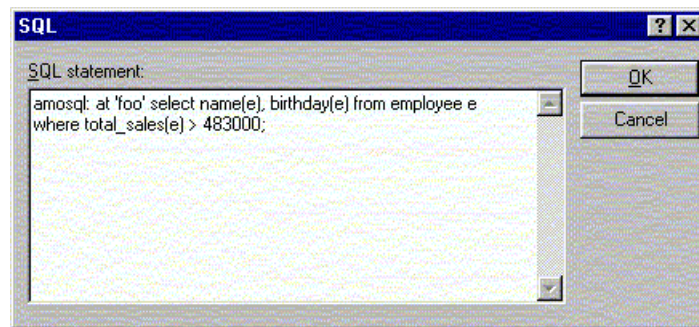 SQL
SQL statement:
amosql: at 'foo' select name(e), birthday(e) from employee e
where total_sales(e) > 483000;
OK
Cancel